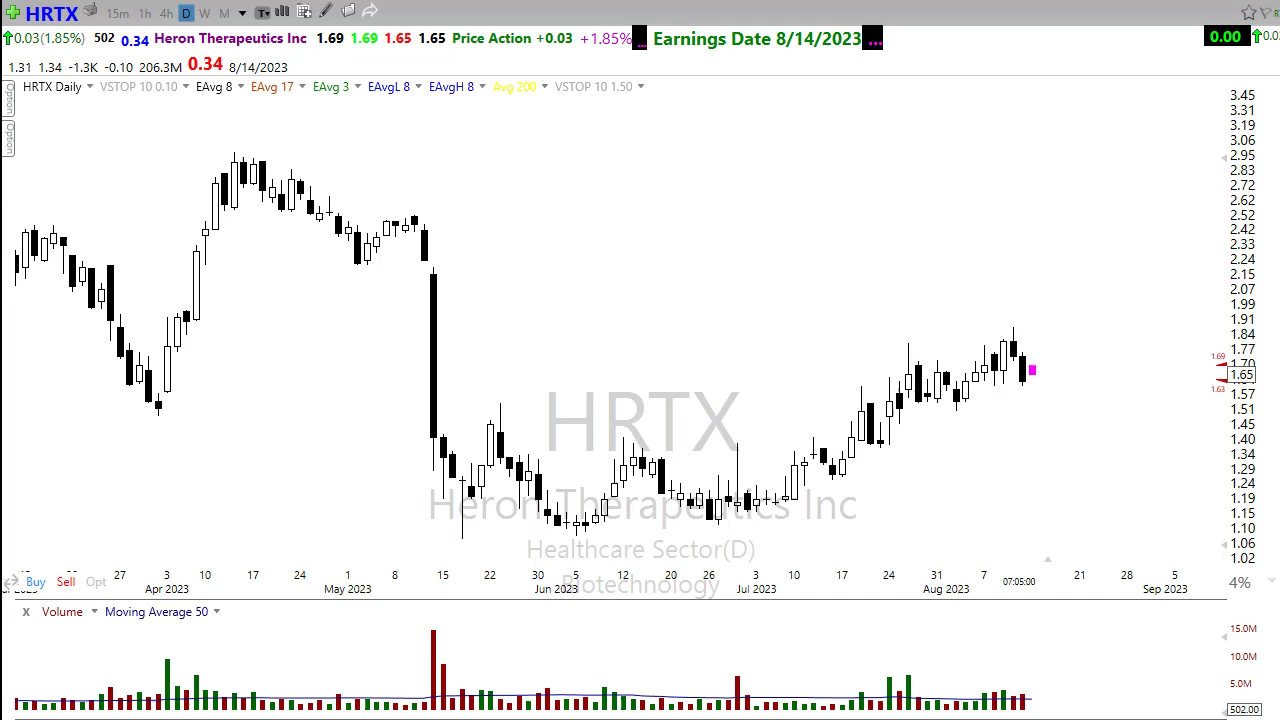 HRTX 15m 1h 4h D W M T
0.03(1.85%) 502 0.34 Heron Therapeutics Inc 1.69 1.69 1.65 1.65 Price Action +0.03 +1.85% ... Earnings Date 8/14/2023 ... 0.00
1.31 1.34 -1.3K -0.10 206.3M 0.34 8/14/2023
HRTX Daily VSTOP 10 0.10 EAvg 8 EAvg 17 EAvg 3 EAvgL 8 EAvgH 8 Avg 200 VSTOP 10 1.50
Option
Option
3.45
3.31
3.19
3.06
2.95
2.83
2.72
2.62
2.52
2.42
2.33
2.24
2.15
2.07
1.99
1.91
1.84
1.77
1.69 1.70
1.65
1.63 1.57
1.51
1.45
1.40
1.34
1.29
1.24
1.19
1.15
1.10
1.06
1.02
HRTX
Heron Therapeutics Inc
Healthcare Sector(D)
Biotechnology
27 3 10 17 24 1 8 15 22 30 5 12 20 26 3 10 17 24 31 7 07:05:00 21 28 5
Buy Sell Opt 4%
Apr 2023 May 2023 Jun 2023 Jul 2023 Aug 2023 Sep 2023
X Volume Moving Average 50
15.0M
10.0M
5.0M
502.00